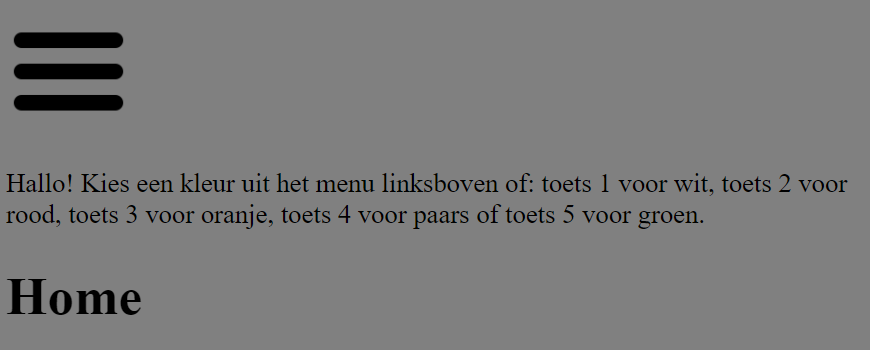 Hallo! Kies een kleur uit het menu linksboven of: toets 1 voor wit, toets 2 voor
rood, toets 3 voor oranje, toets 4 voor paars of toets 5 voor groen.
Home